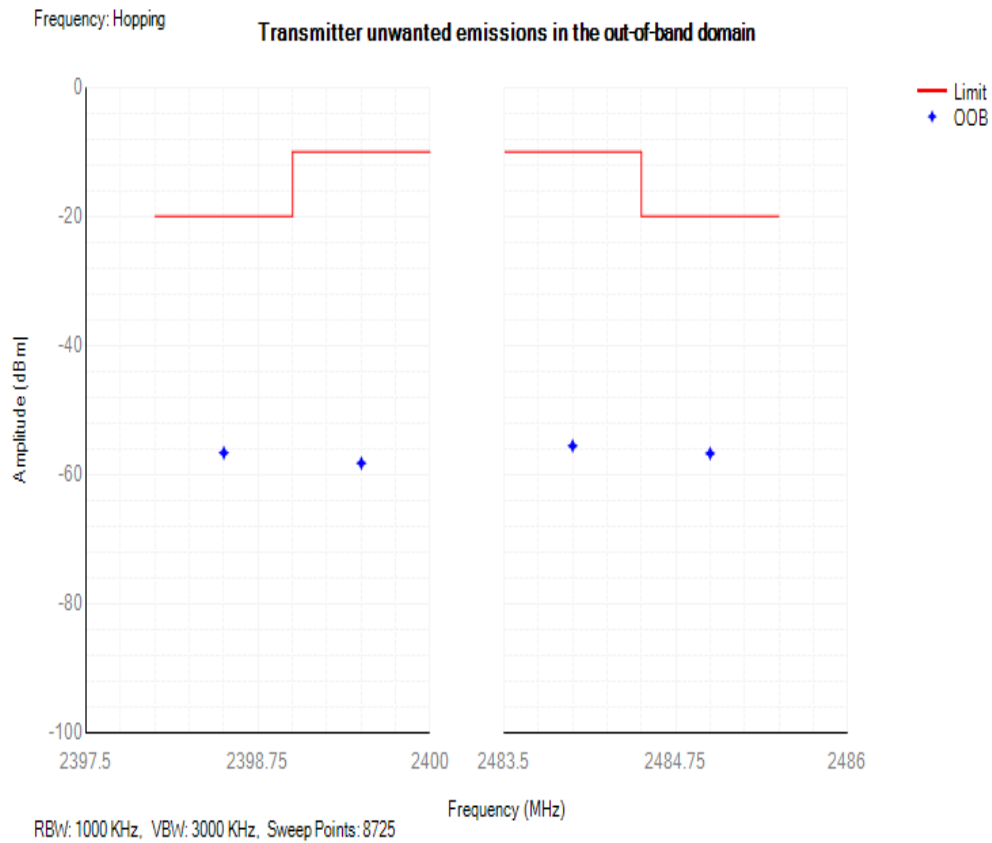 Frequency: Hopping
Transmitter unwanted emissions in the out-of-band domain
Limit
OOB
0
-20
-40
-60
-80
-100
Amplitude (dBm)
2397.5 2398.75 2400 2483.5 2484.75 2486
Frequency (MHz)
RBW: 1000 KHz, VBW: 3000 KHz, Sweep Points: 8725